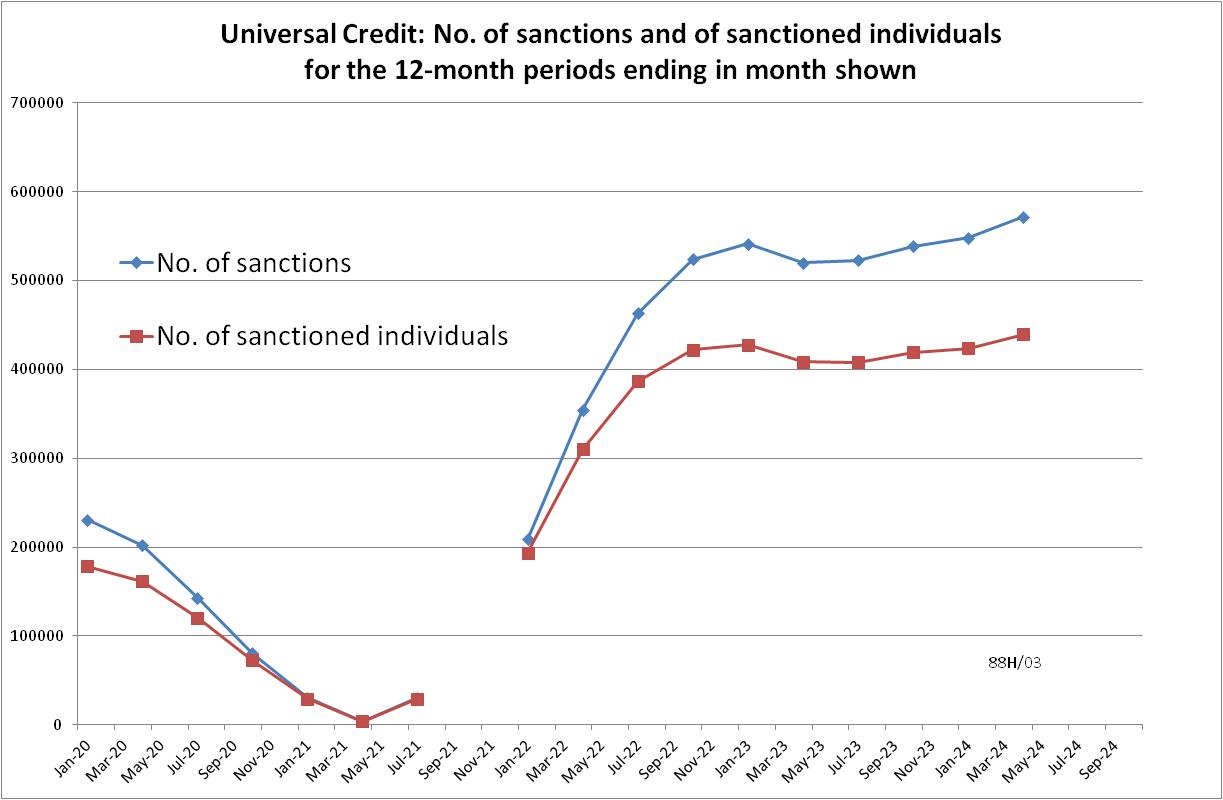 Universal Credit: No. of sanctions and of sanctioned individuals
for the 12-month periods ending in month shown
700000
600000
500000
400000
300000
200000
100000
0
No. of sanctions
No. of sanctioned individuals
88H/03
Jan-20
Mar-20
May-20
Jul-20
Sep-20
Nov-20
Jan-21
Mar-21
May-21
Jul-21
Sep-21
Nov-21
Jan-22
Mar-22
May-22
Jul-22
Sep-22
Nov-22
Jan-23
Mar-23
May-23
Jul-23
Sep-23
Nov-23
Jan-24
Mar-24
May-24
Jul-24
Sep-24